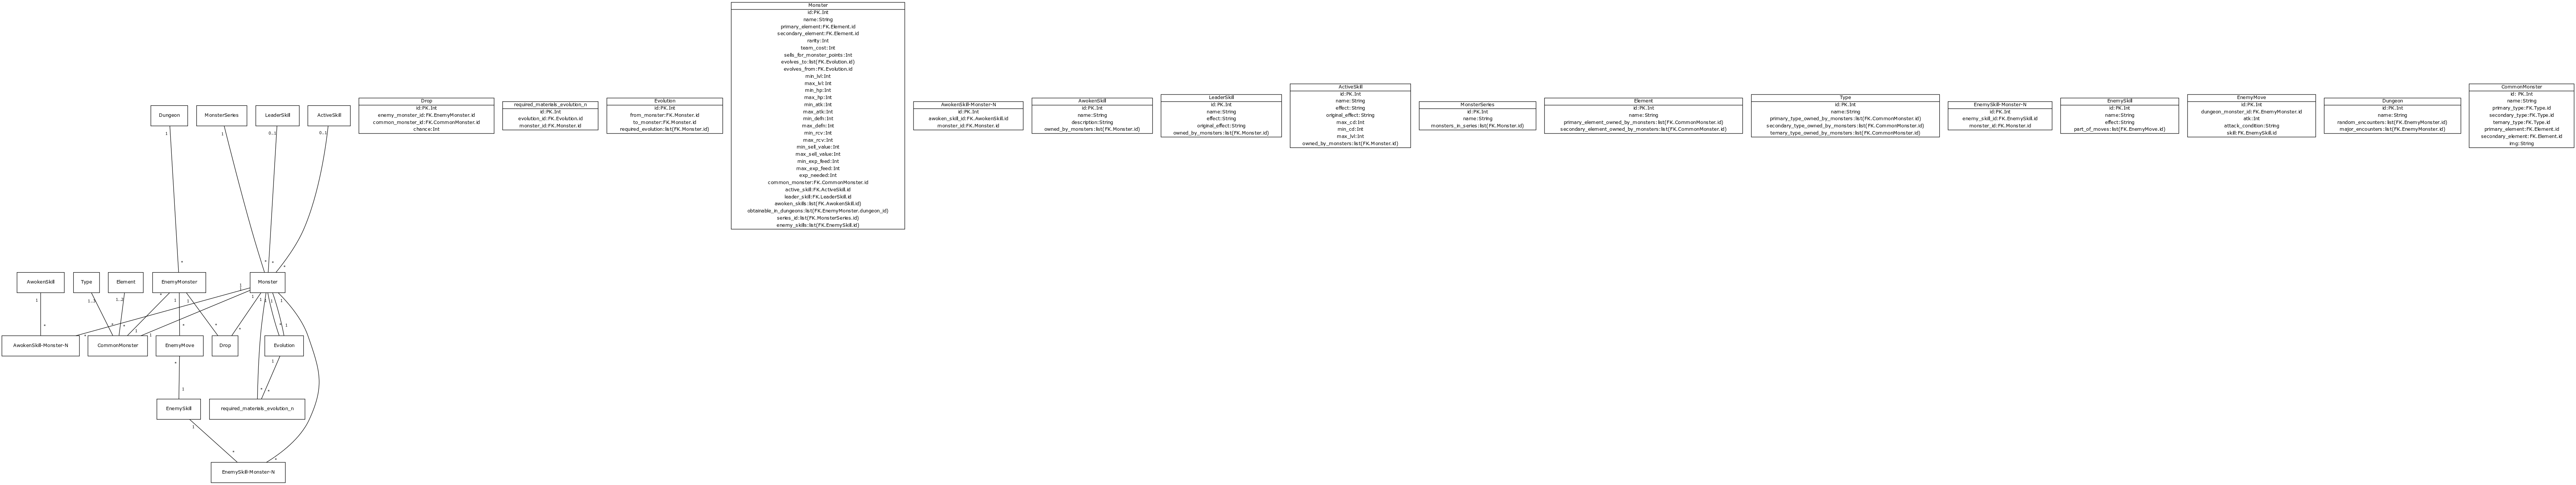 Dungeon
MonsterSeries
LeaderSkill
ActiveSkill
1
1
0..1
0..1
*
*
*
*
AwokenSkill
Type
Element
EnemyMonster
Monster
1
1..3
1..2
*
1
1
1
1
1
1
1
1
*
*
*
1
*
1
*
*
*
*
1
AwokenSkill-Monster-N
CommonMonster
EnemyMove
Drop
Evolution
*
1
1
*
*
EnemySkill
required_materials_evolution_n
1
*
*
EnemySkill-Monster-N
Drop
id:PK.Int
enemy_monster_id:FK.EnemyMonster.id
common_monster_id:FK.CommonMonster.id
chance:Int
required_materials_evolution_n
id:PK.Int
evolution_id:FK.Evolution.id
monster_id:FK.Monster.id
Evolution
id:PK.Int
from_monster:FK.Monster.id
to_monster:FK.Monster.id
required_evolution:list(FK.Monster.id)
Monster
id:PK.Int
name:String
primary_element:FK.Element.id
secondary_element:FK.Element.id
rarity:Int
team_cost:Int
sells_for_monster_points:Int
evolves_to:list(FK.Evolution.id)
evolves_from:FK.Evolution.id
min_lvl:Int
max_lvl:Int
min_hp:Int
max_hp:Int
min_atk:Int
max_atk:Int
min_defn:Int
max_defn:Int
min_rcv:Int
max_rcv:Int
min_sell_value:Int
max_sell_value:Int
min_exp_feed:Int
max_exp_feed:Int
exp_needed:Int
common_monster:FK.CommonMonster.id
active_skill:FK.ActiveSkill.id
leader_skill:FK.LeaderSkill.id
awoken_skills:list(FK.AwokenSkill.id)
obtainable_in_dungeons:list(FK.EnemyMonster.dungeon_id)
series_id:list(FK.MonsterSeries.id)
enemy_skills:list(FK.EnemySkill.id)
AwokenSkill-Monster-N
id:PK.Int
awoken_skill_id:FK.AwokenSkill.id
monster_id:FK.Monster.id
AwokenSkill
id:PK.Int
name:String
description:String
owned_by_monsters:list(FK.Monster.id)
LeaderSkill
id:PK.Int
name:String
effect:String
original_effect:String
owned_by_monsters:list(FK.Monster.id)
ActiveSkill
id:PK.Int
name:String
effect:String
original_effect:String
max_cd:Int
min_cd:Int
max_lvl:Int
owned_by_monsters:list(FK.Monster.id)
MonsterSeries
id:PK.Int
name:String
monsters_in_series:list(FK.Monster.id)
Element
id:PK.Int
name:String
primary_element_owned_by_monsters:list(FK.CommonMonster.id)
secondary_element_owned_by_monsters:list(FK.CommonMonster.id)
Type
id:PK.Int
name:String
primary_type_owned_by_monsters:list(FK.CommonMonster.id)
secondary_type_owned_by_monsters:list(FK.CommonMonster.id)
ternary_type_owned_by_monsters:list(FK.CommonMonster.id)
EnemySkill-Monster-N
id:PK.Int
enemy_skill_id:FK.EnemySkill.id
monster_id:FK.Monster.id
EnemySkill
id:PK.Int
name:String
effect:String
part_of_moves:list(FK.EnemyMove.id)
EnemyMove
id:PK.Int
dungeon_monster_id:FK.EnemyMonster.id
atk:Int
attack_condition:String
skill:FK.EnemySkill.id
Dungeon
id:PK.Int
name:String
random_encounters:list(FK.EnemyMonster.id)
major_encounters:list(FK.EnemyMonster.id)
CommonMonster
id: PK.Int
name:String
primary_type:FK.Type.id
secondary_type:FK.Type.id
ternary_type:FK.Type.id
primary_element:FK.Element.id
secondary_element:FK.Element.id
img:String